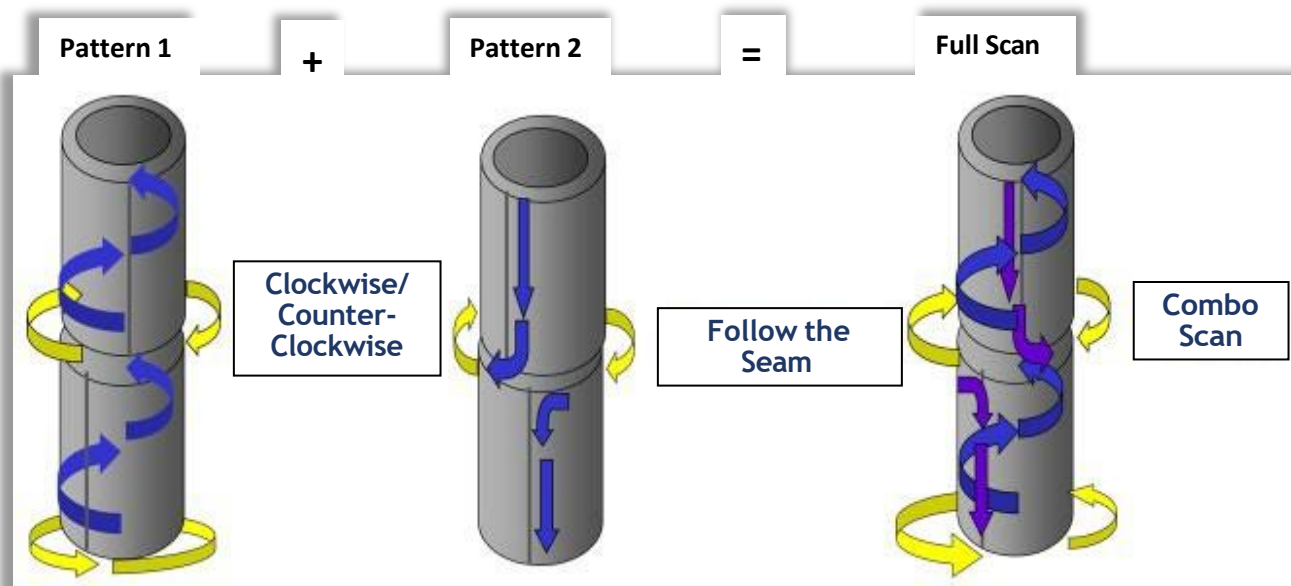 Pattern 1
+
Pattern 2
=
Full Scan
Clockwise/
Counter-
Clockwise
Follow the
Seam
Combo
Scan